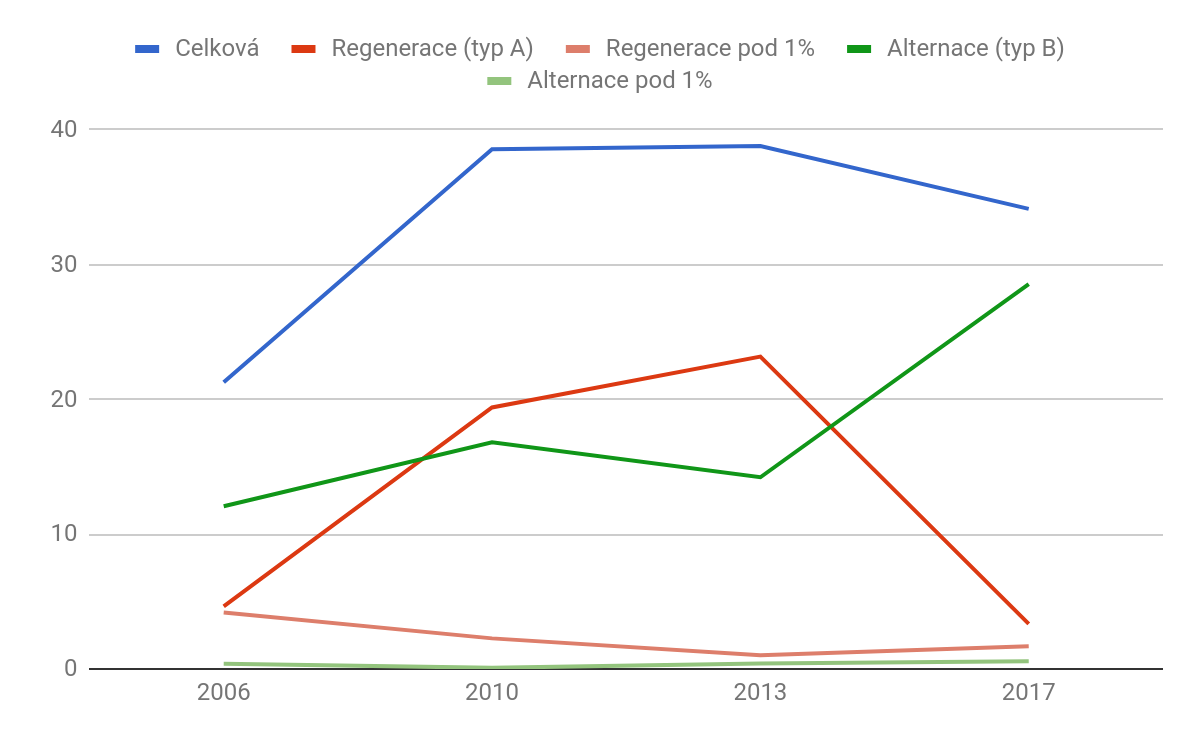 Celková Regenerace (typ A) Regenerace pod 1% Alternace (typ B)
Alternace pod 1%
40
30
20
10
0
2006 2010 2013 2017